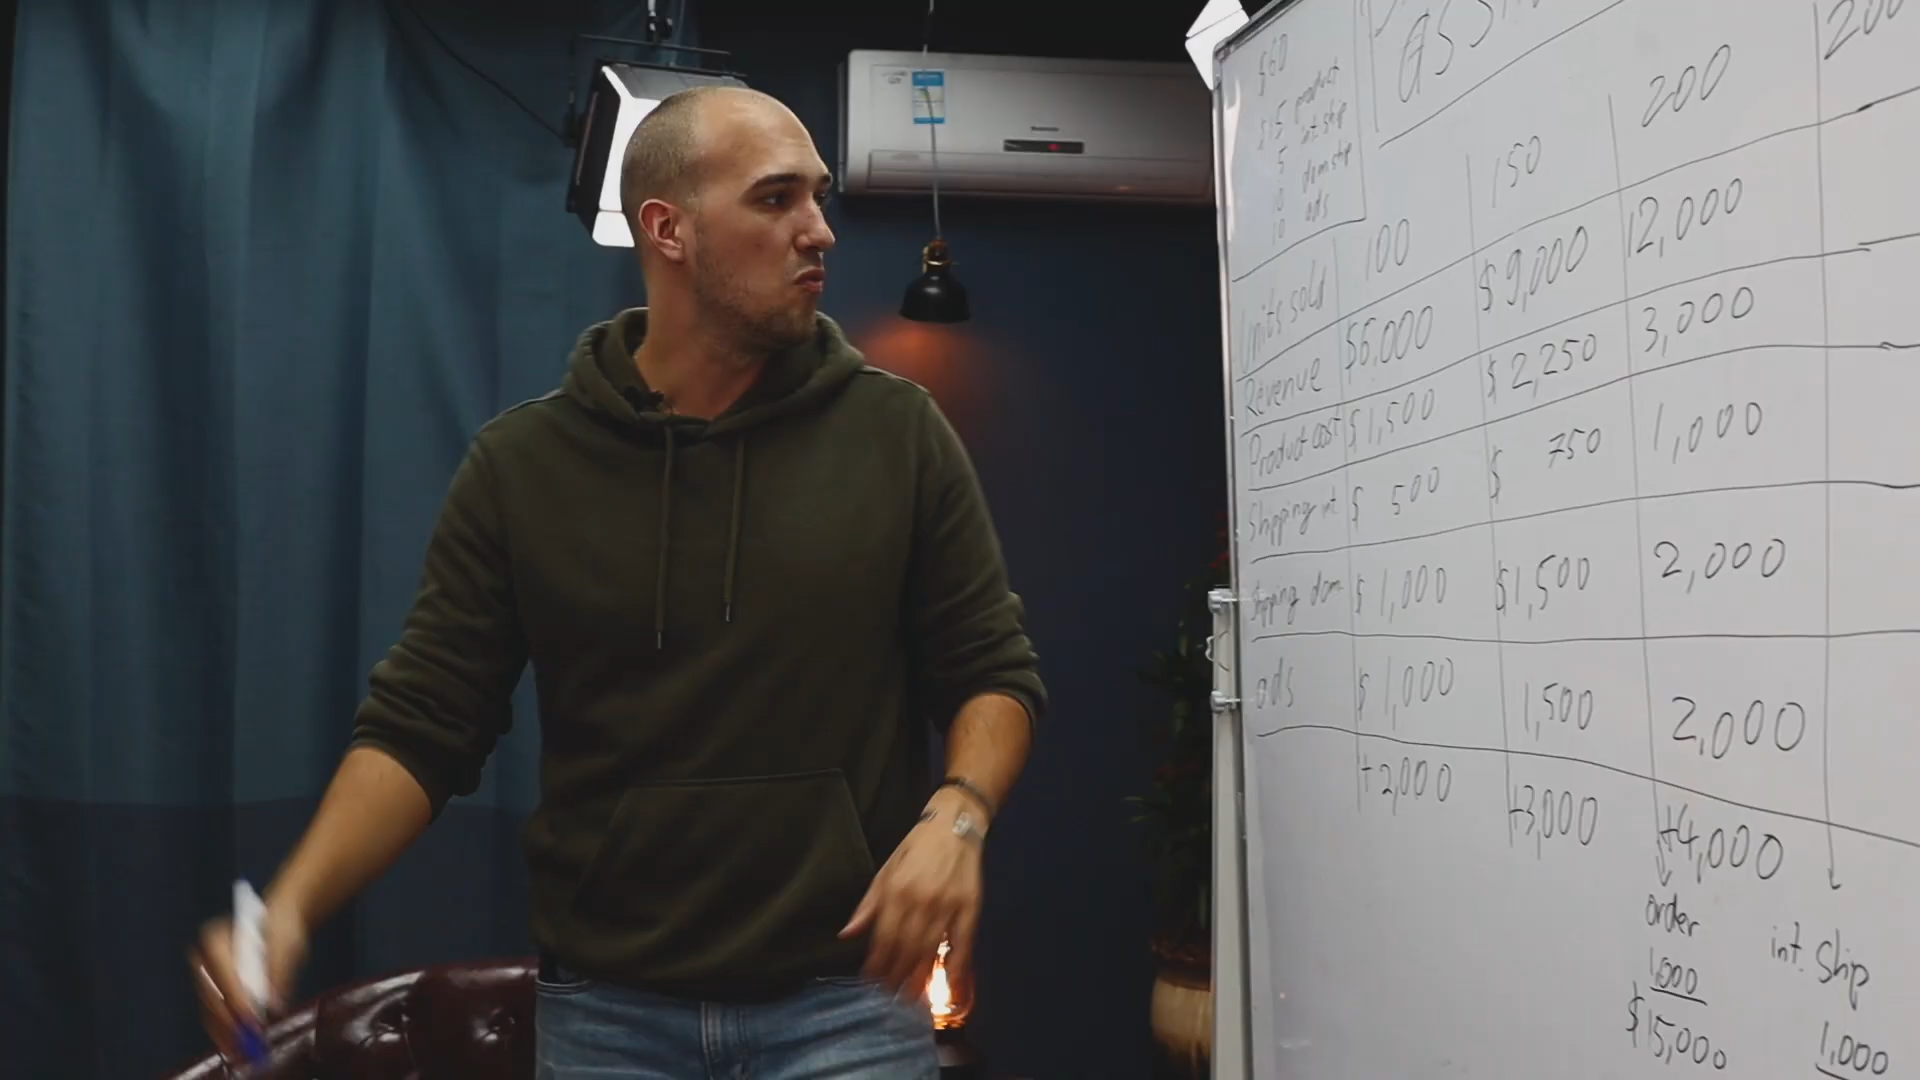 $60
$15 product
5 int. ship
10 dom ship
10 ads
200
Units sold 100 150 200
Revenue $6,000 $9,000 12,000
Product cost $1,500 $2,250 3,000
Shipping int $ 500 $ 750 1,000
Shipping dom $ 1,000 $1,500 2,000
ads $ 1,000 1,500 2,000
+2,000 +3,000 +4,000
order int. Ship
1,000
$15,000 1,000